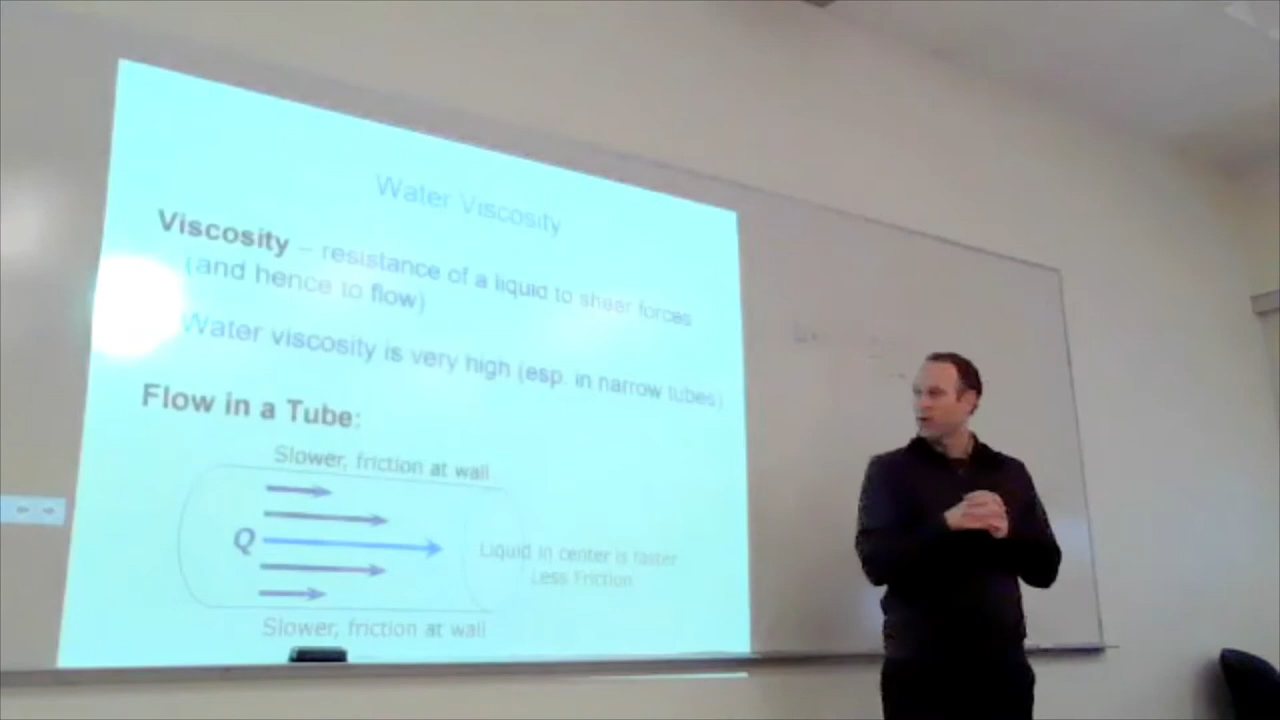 Water Viscosity
Viscosity – resistance of a liquid to shear forces
(and hence to flow)
Water viscosity is very high (esp. in narrow tubes)
Flow in a Tube:
Slower, friction at wall
Q
Liquid in center is faster
Less Friction
Slower, friction at wall